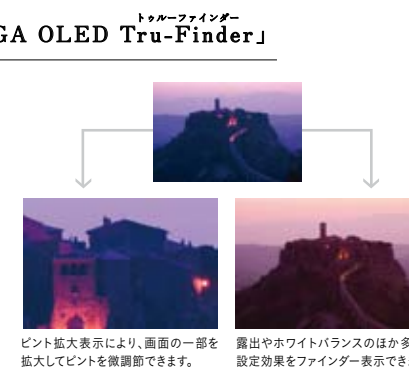 トゥルーファインダー
GA OLED Tru-Finder」
ピント拡大表示により、画面の一部を
拡大してピントを微調節できます。
露出やホワイトバランスのほか多
設定効果をファインダー表示でき